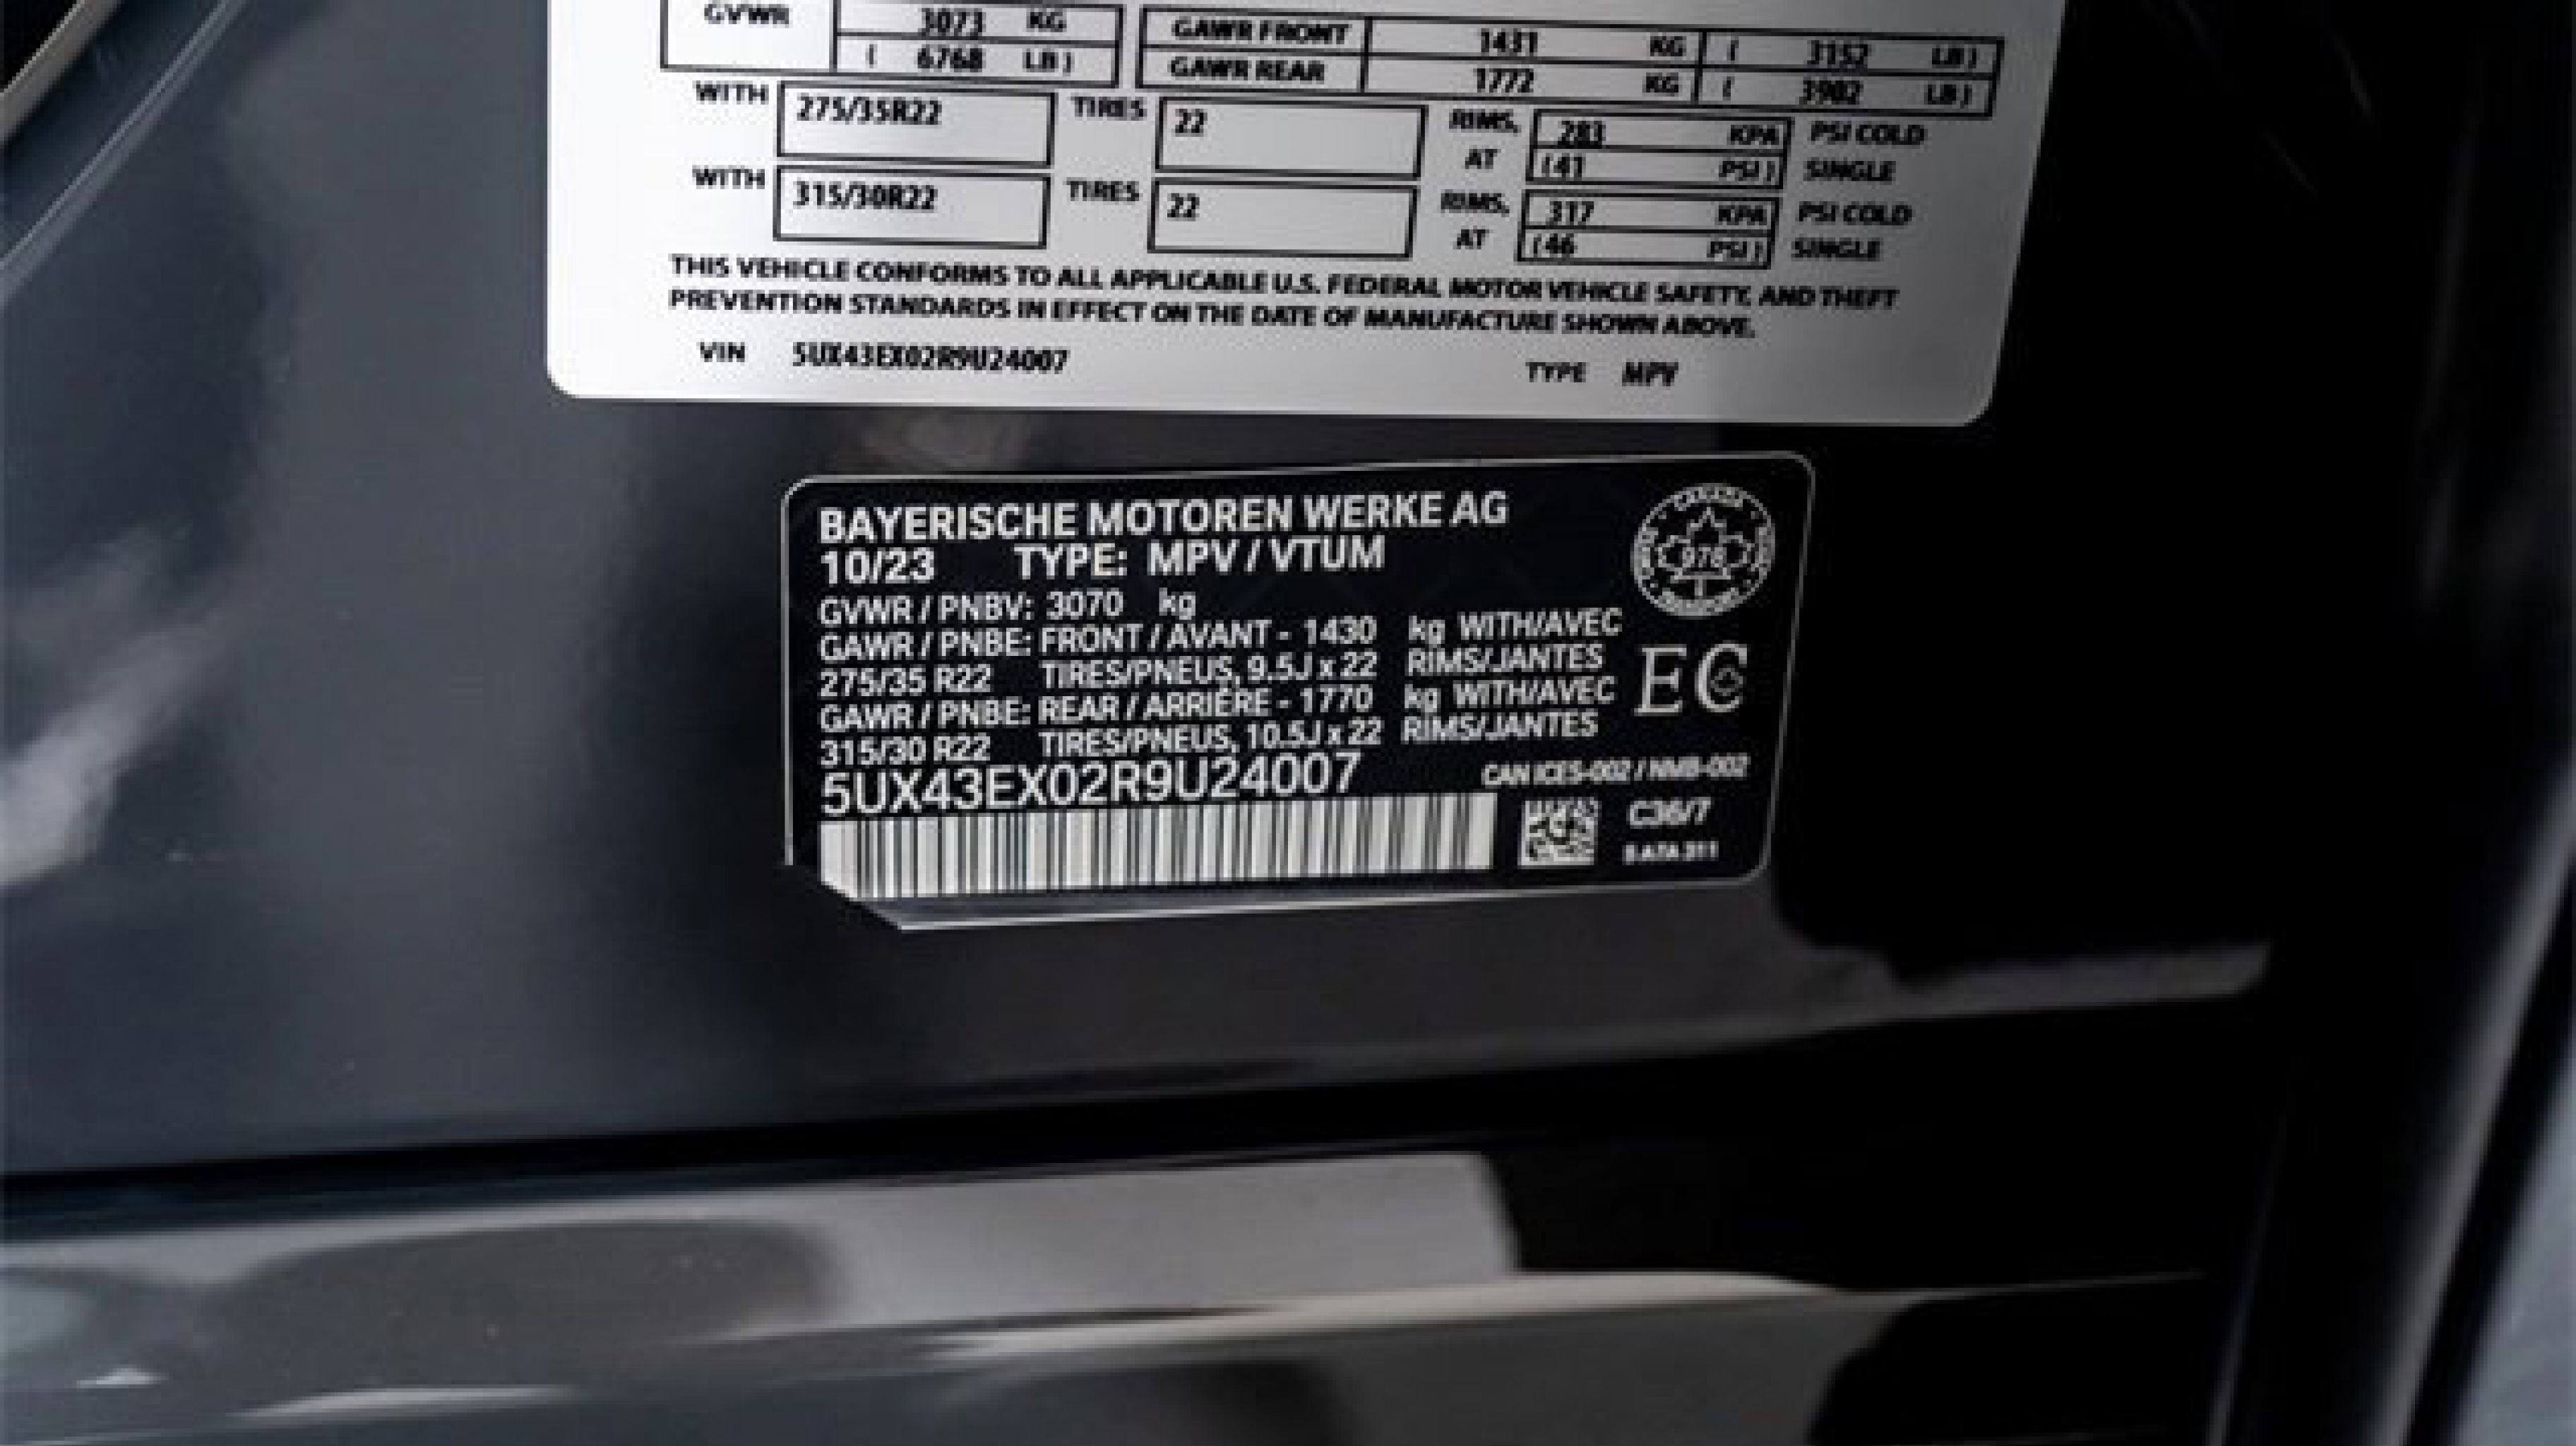 GVWR 3073 KG GAWR FRONT 1431 KG ( 3152 LB )
( 6768 LB ) GAWR REAR 1772 KG ( 3902 LB )
WITH 275/35R22 TIRES 22 RIMS, 283 KPA PSI COLD
AT (41 PSI ) SINGLE
WITH 315/30R22 TIRES 22 RIMS, 317 KPA PSI COLD
AT (46 PSI ) SINGLE
THIS VEHICLE CONFORMS TO ALL APPLICABLE U.S. FEDERAL MOTOR VEHICLE SAFETY, AND THEFT
PREVENTION STANDARDS IN EFFECT ON THE DATE OF MANUFACTURE SHOWN ABOVE.
VIN 5UX43EX02R9U24007 TYPE MPV
BAYERISCHE MOTOREN WERKE AG
10/23 TYPE: MPV / VTUM
CANADA
978
TRANSPORT
GVWR / PNBV: 3070 kg
GAWR / PNBE: FRONT / AVANT - 1430 kg WITH/AVEC
275/35 R22 TIRES/PNEUS, 9.5J x 22 RIMS/JANTES
GAWR / PNBE: REAR / ARRIÈRE - 1770 kg WITH/AVEC
315/30 R22 TIRES/PNEUS, 10.5J x 22 RIMS/JANTES
EC
5UX43EX02R9U24007
CAN ICES-002 / NMB-002
C36/7